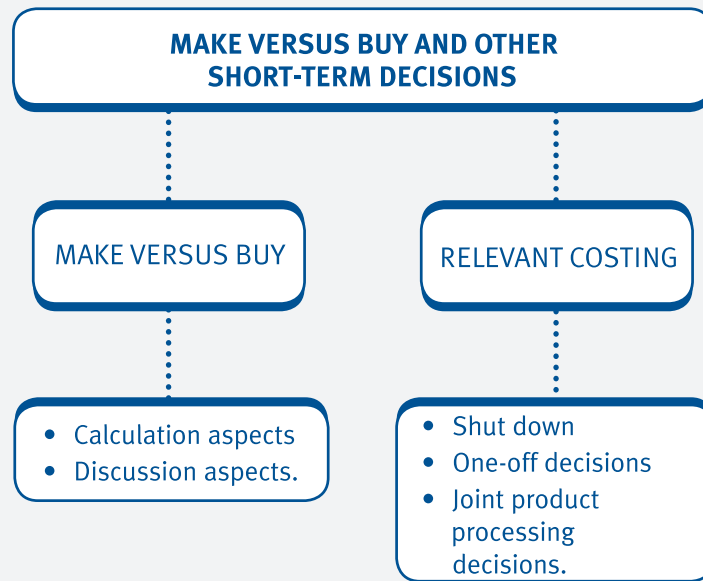 MAKE VERSUS BUY AND OTHER
SHORT-TERM DECISIONS
MAKE VERSUS BUY
RELEVANT COSTING
• Calculation aspects
• Discussion aspects.
• Shut down
• One-off decisions
• Joint product
processing
decisions.